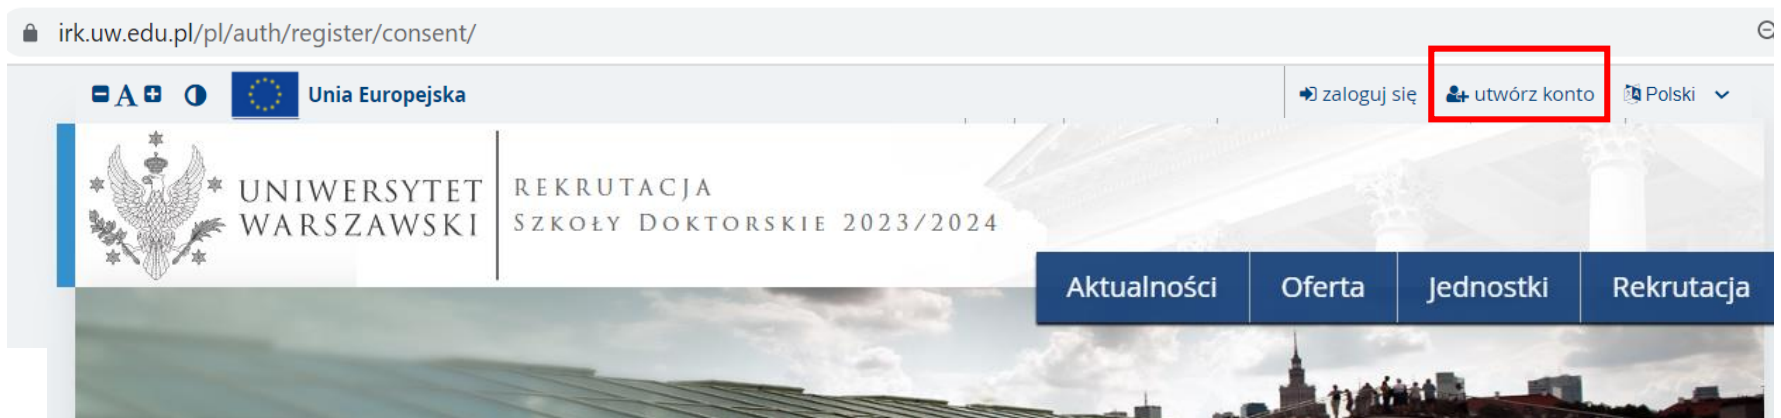 irk.uw.edu.pl/pl/auth/register/consent/
A Unia Europejska zaloguj się utwórz konto Polski
UNIWERSYTET
WARSZAWSKI
REKRUTACJA
SZKOŁY DOKTORSKIE 2023/2024
Aktualności Oferta Jednostki Rekrutacja